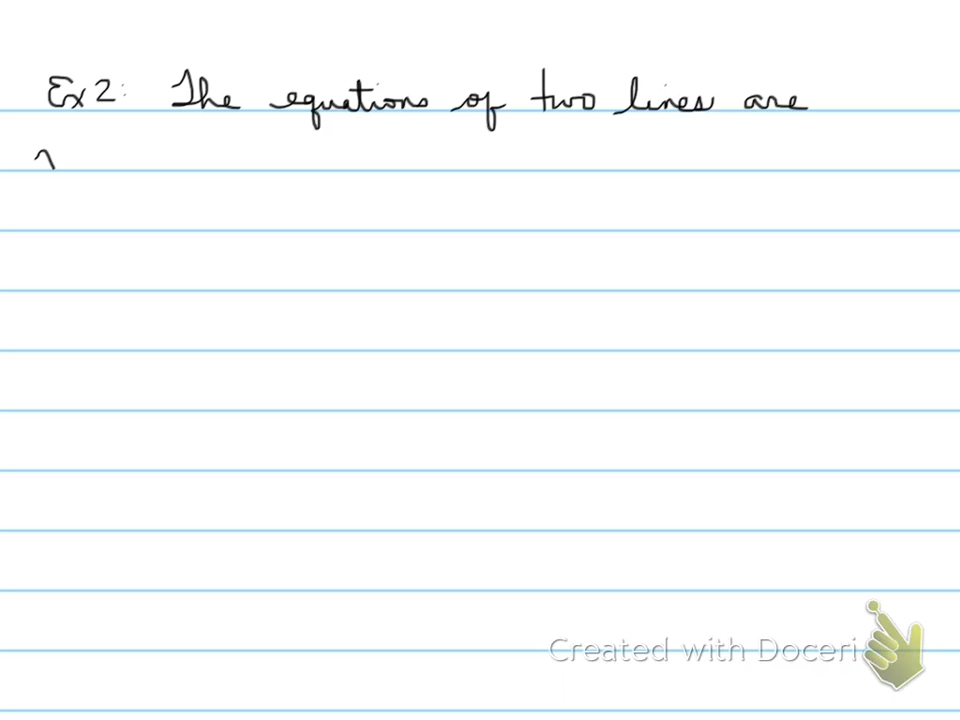 Ex 2: The equations of two lines are
Created with Doceri